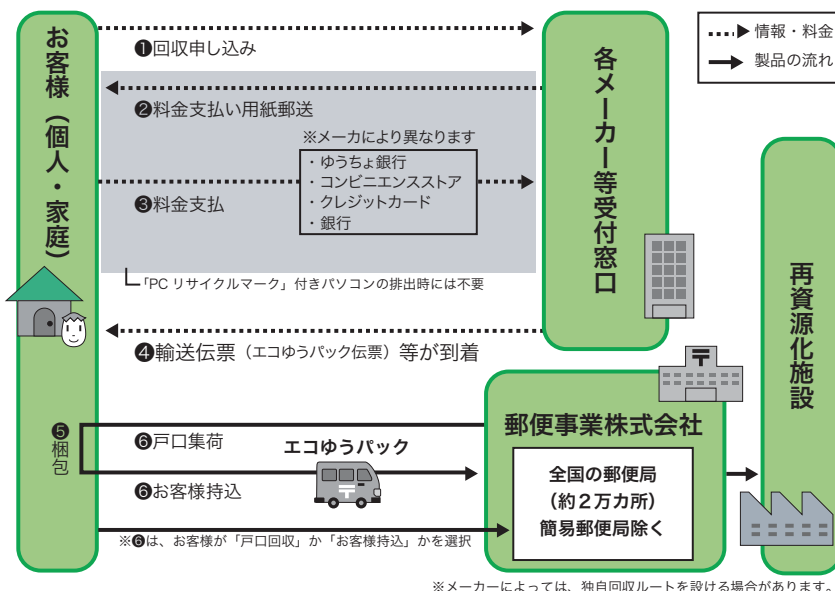 お客様（個人・家庭）
❶回収申し込み
❷料金支払い用紙郵送
※メーカにより異なります
・ゆうちょ銀行
・コンビニエンスストア
・クレジットカード
・銀行
❸料金支払
「PC リサイクルマーク」付きパソコンの排出時には不要
❹輸送伝票（エコゆうパック伝票）等が到着
各メーカー等受付窓口
情報・料金
製品の流れ
再資源化施設
❺梱包
❻戸口集荷
エコゆうパック
❻お客様持込
※❻は、お客様が「戸口回収」か「お客様持込」かを選択
郵便事業株式会社
全国の郵便局
（約２万カ所）
簡易郵便局除く
※メーカーによっては、独自回収ルートを設ける場合があります。